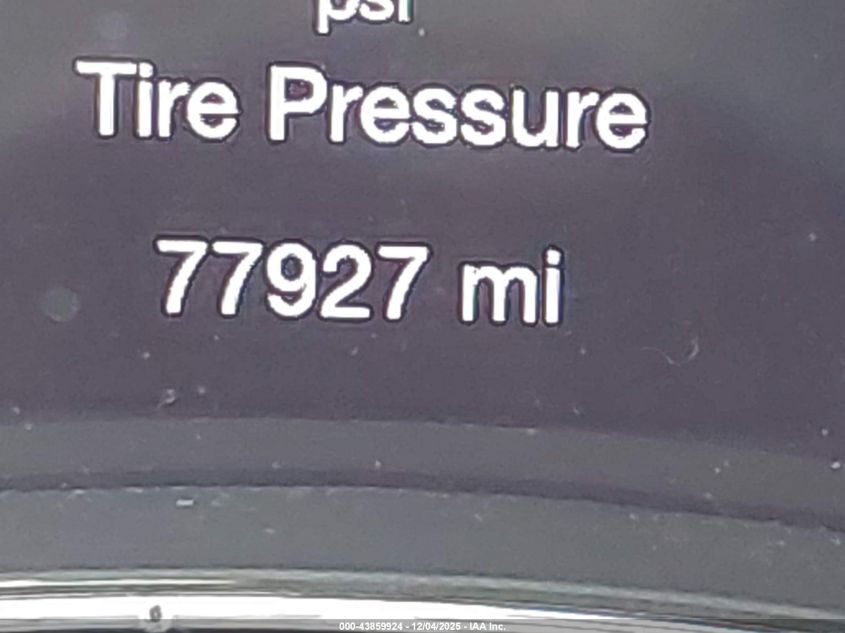 psi
Tire Pressure
77927 mi
000-43859924 - 12/04/2025 - IAA Inc.